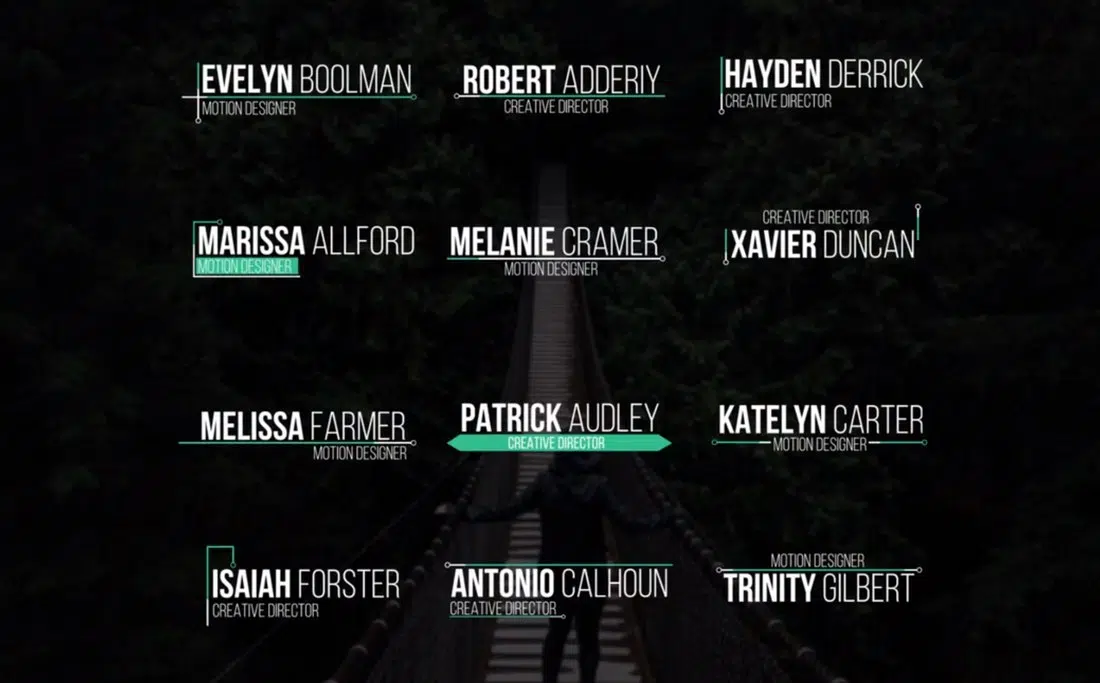 EVELYN BOOLMAN
MOTION DESIGNER
ROBERT ADDERIY
CREATIVE DIRECTOR
HAYDEN DERRICK
CREATIVE DIRECTOR
MARISSA ALLFORD
MOTION DESIGNER
MELANIE CRAMER
MOTION DESIGNER
CREATIVE DIRECTOR
XAVIER DUNCAN
MELISSA FARMER
MOTION DESIGNER
PATRICK AUDLEY
CREATIVE DIRECTOR
KATELYN CARTER
MOTION DESIGNER
ISAIAH FORSTER
CREATIVE DIRECTOR
ANTONIO CALHOUN
CREATIVE DIRECTOR
MOTION DESIGNER
TRINITY GILBERT